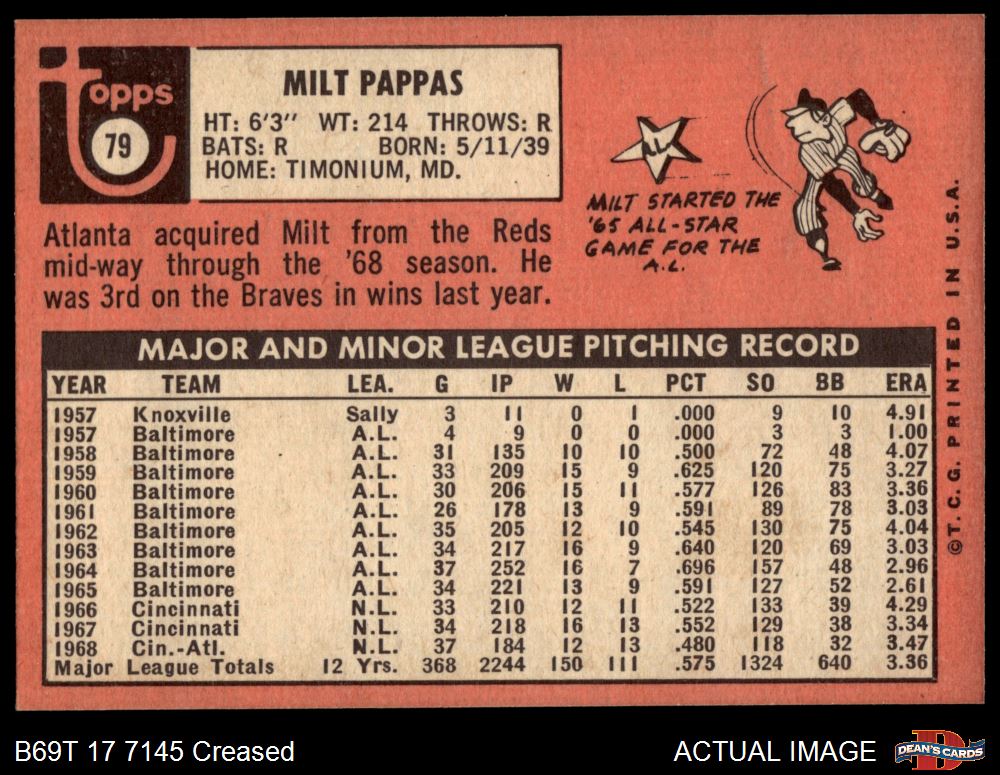 Topps
79
MILT PAPPAS
HT: 6'3" WT: 214 THROWS: R
BATS: R BORN: 5/11/39
HOME: TIMONIUM, MD.
Atlanta acquired Milt from the Reds
mid-way through the '68 season. He
was 3rd on the Braves in wins last year.
A.L.
MILT STARTED THE
'65 ALL-STAR
GAME FOR THE
A.L.
©T.C.G. PRINTED IN U.S.A.
MAJOR AND MINOR LEAGUE PITCHING RECORD
YEAR TEAM LEA. G IP W L PCT SO BB ERA
1957 Knoxville Sally 3 11 0 1 .000 9 10 4.91
1957 Baltimore A.L. 4 9 0 0 .000 3 3 1.00
1958 Baltimore A.L. 31 135 10 10 .500 72 48 4.07
1959 Baltimore A.L. 33 209 15 9 .625 120 75 3.27
1960 Baltimore A.L. 30 206 15 11 .577 126 83 3.36
1961 Baltimore A.L. 26 178 13 9 .591 89 78 3.03
1962 Baltimore A.L. 35 205 12 10 .545 130 75 4.04
1963 Baltimore A.L. 34 217 16 9 .640 120 69 3.03
1964 Baltimore A.L. 37 252 16 7 .696 157 48 2.96
1965 Baltimore A.L. 34 221 13 9 .591 127 52 2.61
1966 Cincinnati N.L. 33 210 12 11 .522 133 39 4.29
1967 Cincinnati N.L. 34 218 16 13 .552 129 38 3.34
1968 Cin.-Atl. N.L. 37 184 12 13 .480 118 32 3.47
Major League Totals 12 Yrs. 368 2244 150 111 .575 1324 640 3.36
B69T 17 7145 Creased
ACTUAL IMAGE
D
DEAN'S CARDS